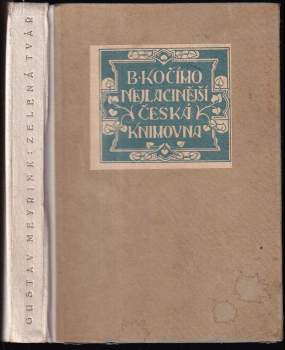 GUSTAV MEYRINK: ZELENÁ TVÁŘ
B·KOČÍHO
NEJLACINĚJŠÍ
ČESKÁ
KNIHOVNA